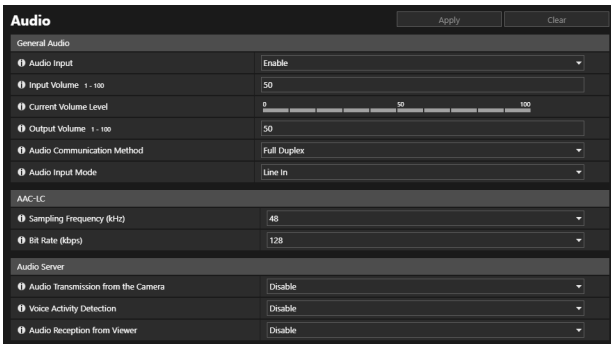 Audio Apply Clear
General Audio
Audio Input Enable
Input Volume 1 - 100 50
Current Volume Level 0 50 100
Output Volume 1 - 100 50
Audio Communication Method Full Duplex
Audio Input Mode Line In
AAC-LC
Sampling Frequency (kHz) 48
Bit Rate (kbps) 128
Audio Server
Audio Transmission from the Camera Disable
Voice Activity Detection Disable
Audio Reception from Viewer Disable